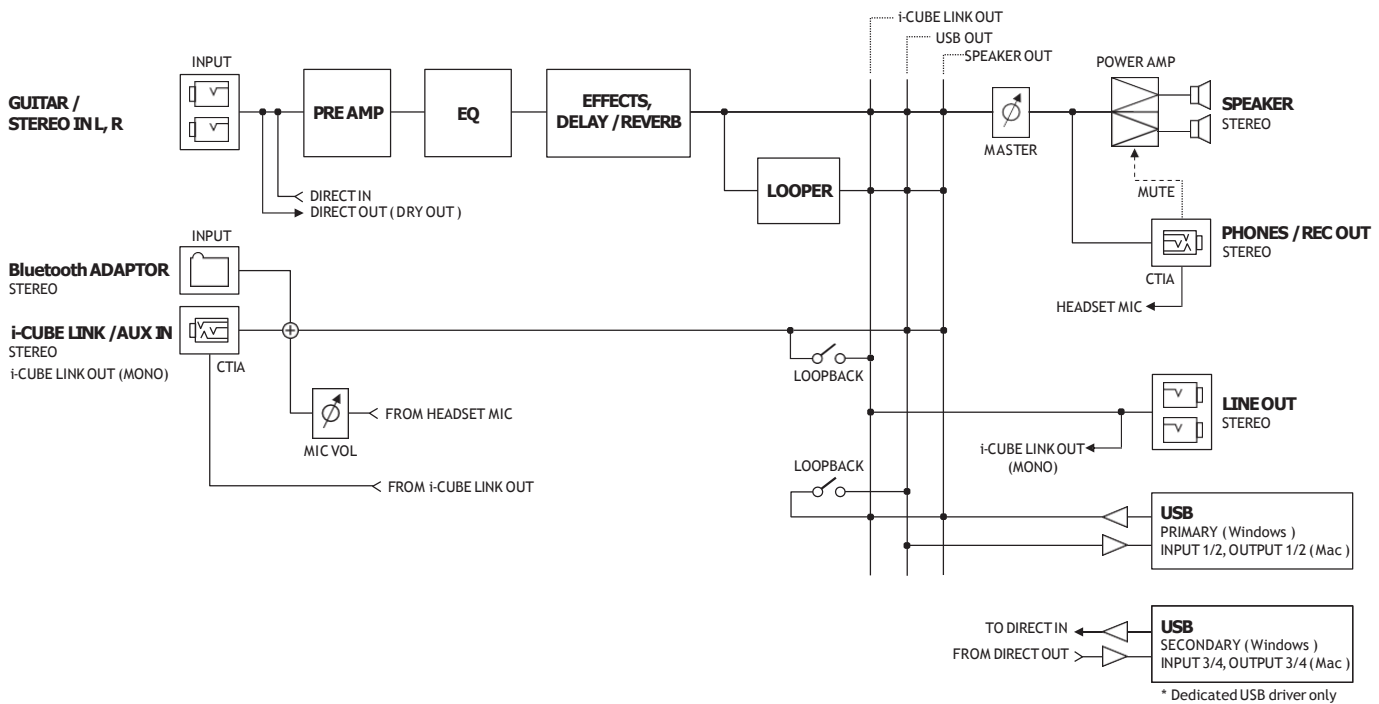 i-CUBE LINK OUT
USB OUT
SPEAKER OUT
INPUT
POWER AMP
GUITAR /
STEREO IN L, R
PRE AMP
EQ
EFFECTS,
DELAY / REVERB
MASTER
SPEAKER
STEREO
LOOPER
MUTE
DIRECT IN
DIRECT OUT ( DRY OUT )
PHONES / REC OUT
STEREO
CTIA
HEADSET MIC
INPUT
Bluetooth ADAPTOR
STEREO
i-CUBE LINK / AUX IN
STEREO
i-CUBE LINK OUT (MONO)
CTIA
LOOPBACK
FROM HEADSET MIC
MIC VOL
LINE OUT
STEREO
i-CUBE LINK OUT
(MONO)
LOOPBACK
FROM i-CUBE LINK OUT
USB
PRIMARY ( Windows )
INPUT 1/2, OUTPUT 1/2 ( Mac )
TO DIRECT IN
FROM DIRECT OUT
USB
SECONDARY ( Windows )
INPUT 3/4, OUTPUT 3/4 ( Mac )
* Dedicated USB driver only